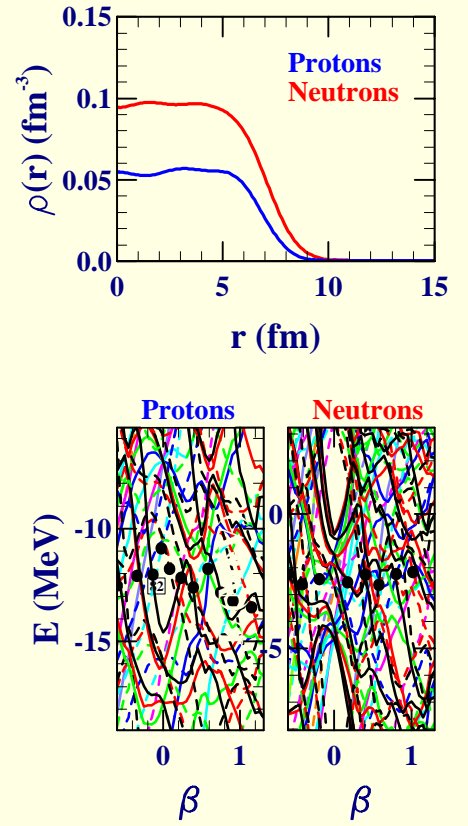 0.15
0.1
0.05
0.0
ρ(r) (fm-3)
Protons
Neutrons
0 5 10 15
r (fm)
Protons Neutrons
-10
-15
E (MeV)
0
-5
0 1
β
0 1
β